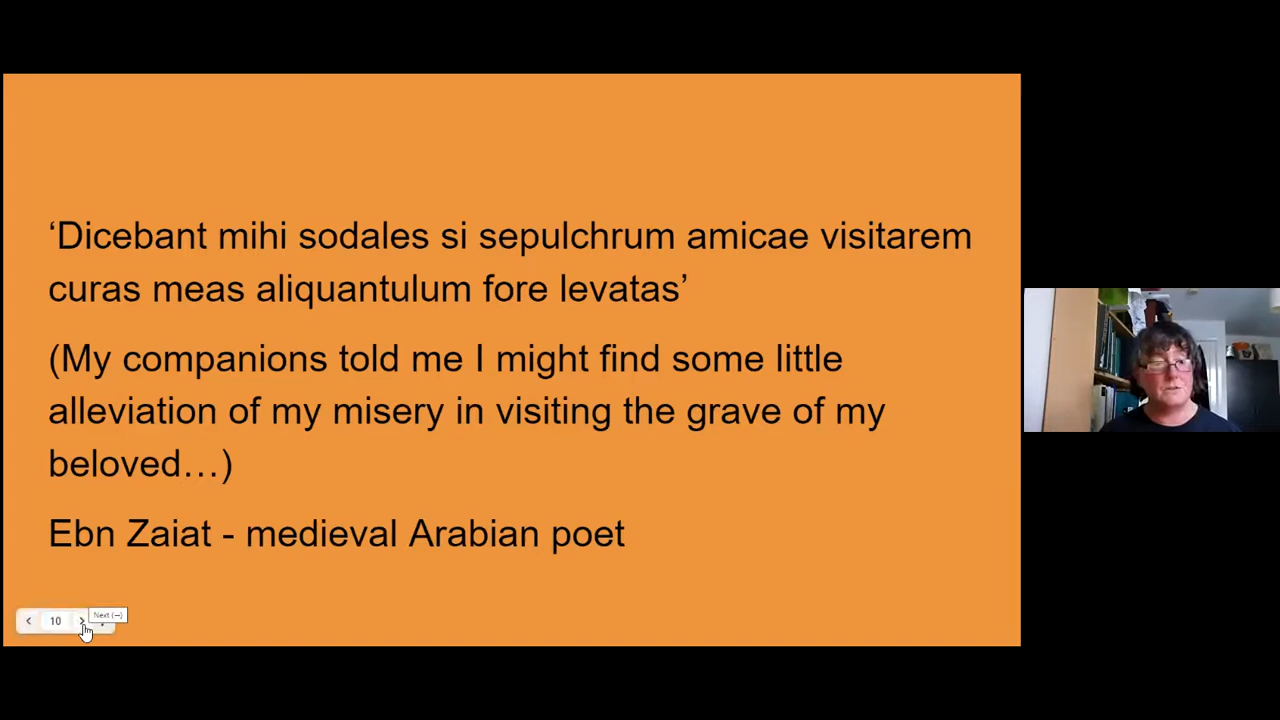 ‘Dicebant mihi sodales si sepulchrum amicae visitarem
curas meas aliquantulum fore levatas’
(My companions told me I might find some little
alleviation of my misery in visiting the grave of my
beloved…)
Ebn Zaiat - medieval Arabian poet
Next (→)
10